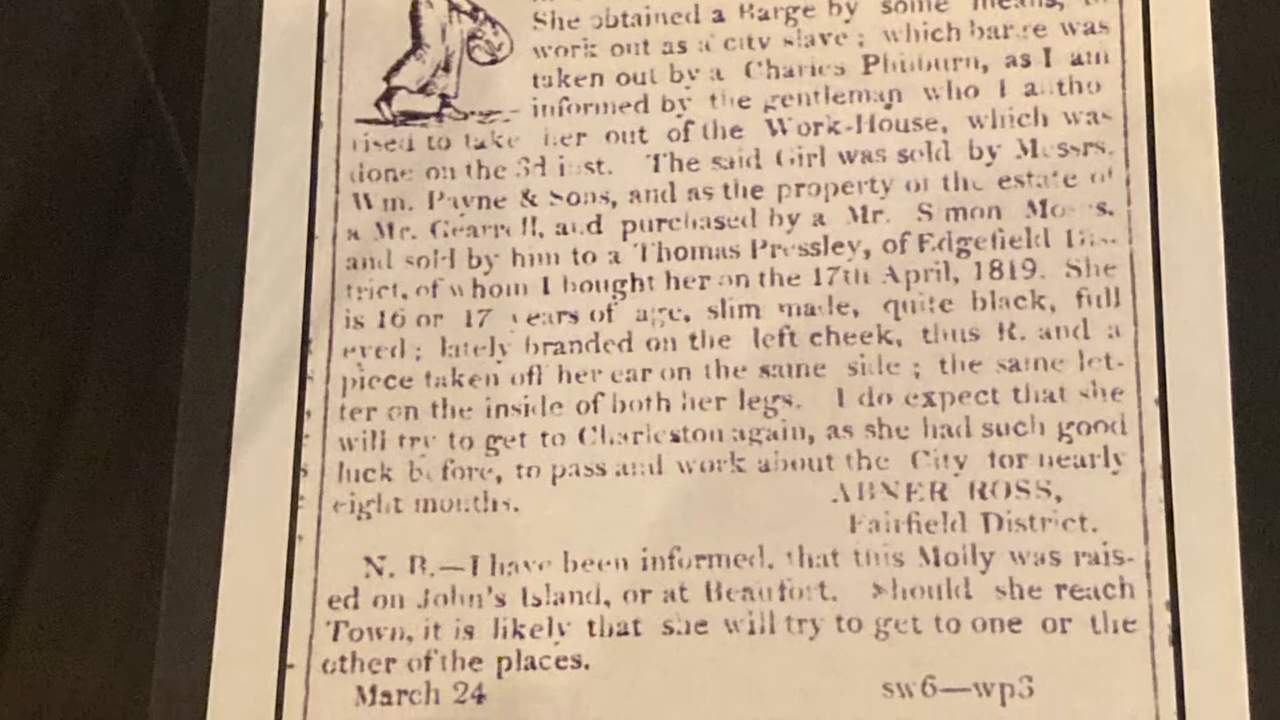 She obtained a Barge by some means, to
work out as a city slave ; which barge was
taken out by a Charles Philburn, as I am
informed by the gentleman who I autho
rised to take her out of the Work-House, which was
done on the 3d inst. The said Girl was sold by Messrs.
Wm. Payne & Sons, and as the property of the estate of
a Mr. Gearrell, and purchased by a Mr. Simon
and sold by him to a Thomas Pressley, of Edgefield Dis-
trict, of whom I bought her on the 17th April, 1819. She
is 16 or 17 years of age, slim made, quite black, full
eyed ; lately branded on the left cheek, thus R. and a
piece taken off her ear on the same side ; the same let-
ter on the inside of both her legs. I do expect that she
will try to get to Charleston again, as she had such good
luck before, to pass and work about the City for nearly
eight months.
ABNER ROSS,
Fairfield District.
N. B.—I have been informed, that this Molly was rais-
ed on John's Island, or at Beaufort. Should she reach
Town, it is likely that she will try to get to one or the
other of the places.
March 24 sw6—wp3